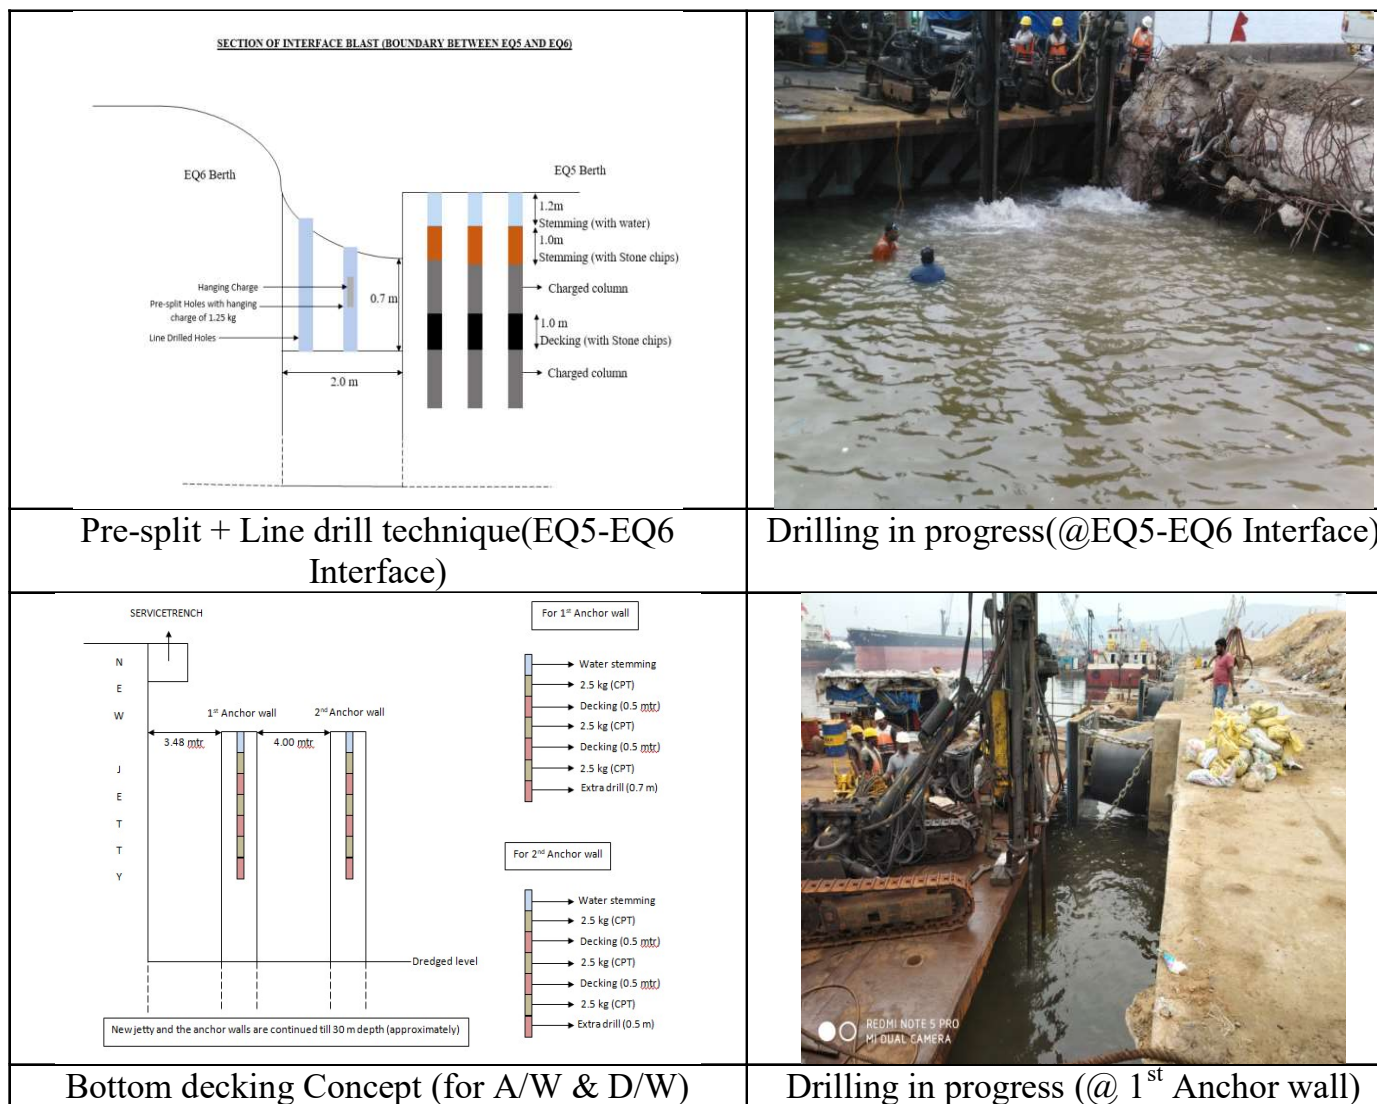 SECTION OF INTERFACE BLAST (BOUNDARY BETWEEN EQ5 AND EQ6)
EQ6 Berth
EQ5 Berth
1.2m
Stemming (with water)
1.0m
Stemming (with Stone chips)
Hanging Charge
Pre-split Holes with hanging
charge of 1.25 kg
Line Drilled Holes
0.7 m
Charged column
1.0 m
Decking (with Stone chips)
2.0 m
Charged column
Pre-split + Line drill technique(EQ5-EQ6
Interface)
Drilling in progress(@EQ5-EQ6 Interface)
SERVICETRENCH
N
E
W
J
E
T
T
Y
1st Anchor wall
2nd Anchor wall
3.48 mtr
4.00 mtr
Dredged level
New jetty and the anchor walls are continued till 30 m depth (approximately)
For 1st Anchor wall
Water stemming
2.5 kg (CPT)
Decking (0.5 mtr)
2.5 kg (CPT)
Decking (0.5 mtr)
2.5 kg (CPT)
Extra drill (0.7 m)
For 2nd Anchor wall
Water stemming
2.5 kg (CPT)
Decking (0.5 mtr)
2.5 kg (CPT)
Decking (0.5 mtr)
2.5 kg (CPT)
Extra drill (0.5 m)
REDMI NOTE 5 PRO
MI DUAL CAMERA
Bottom decking Concept (for A/W & D/W)
Drilling in progress (@ 1st Anchor wall)